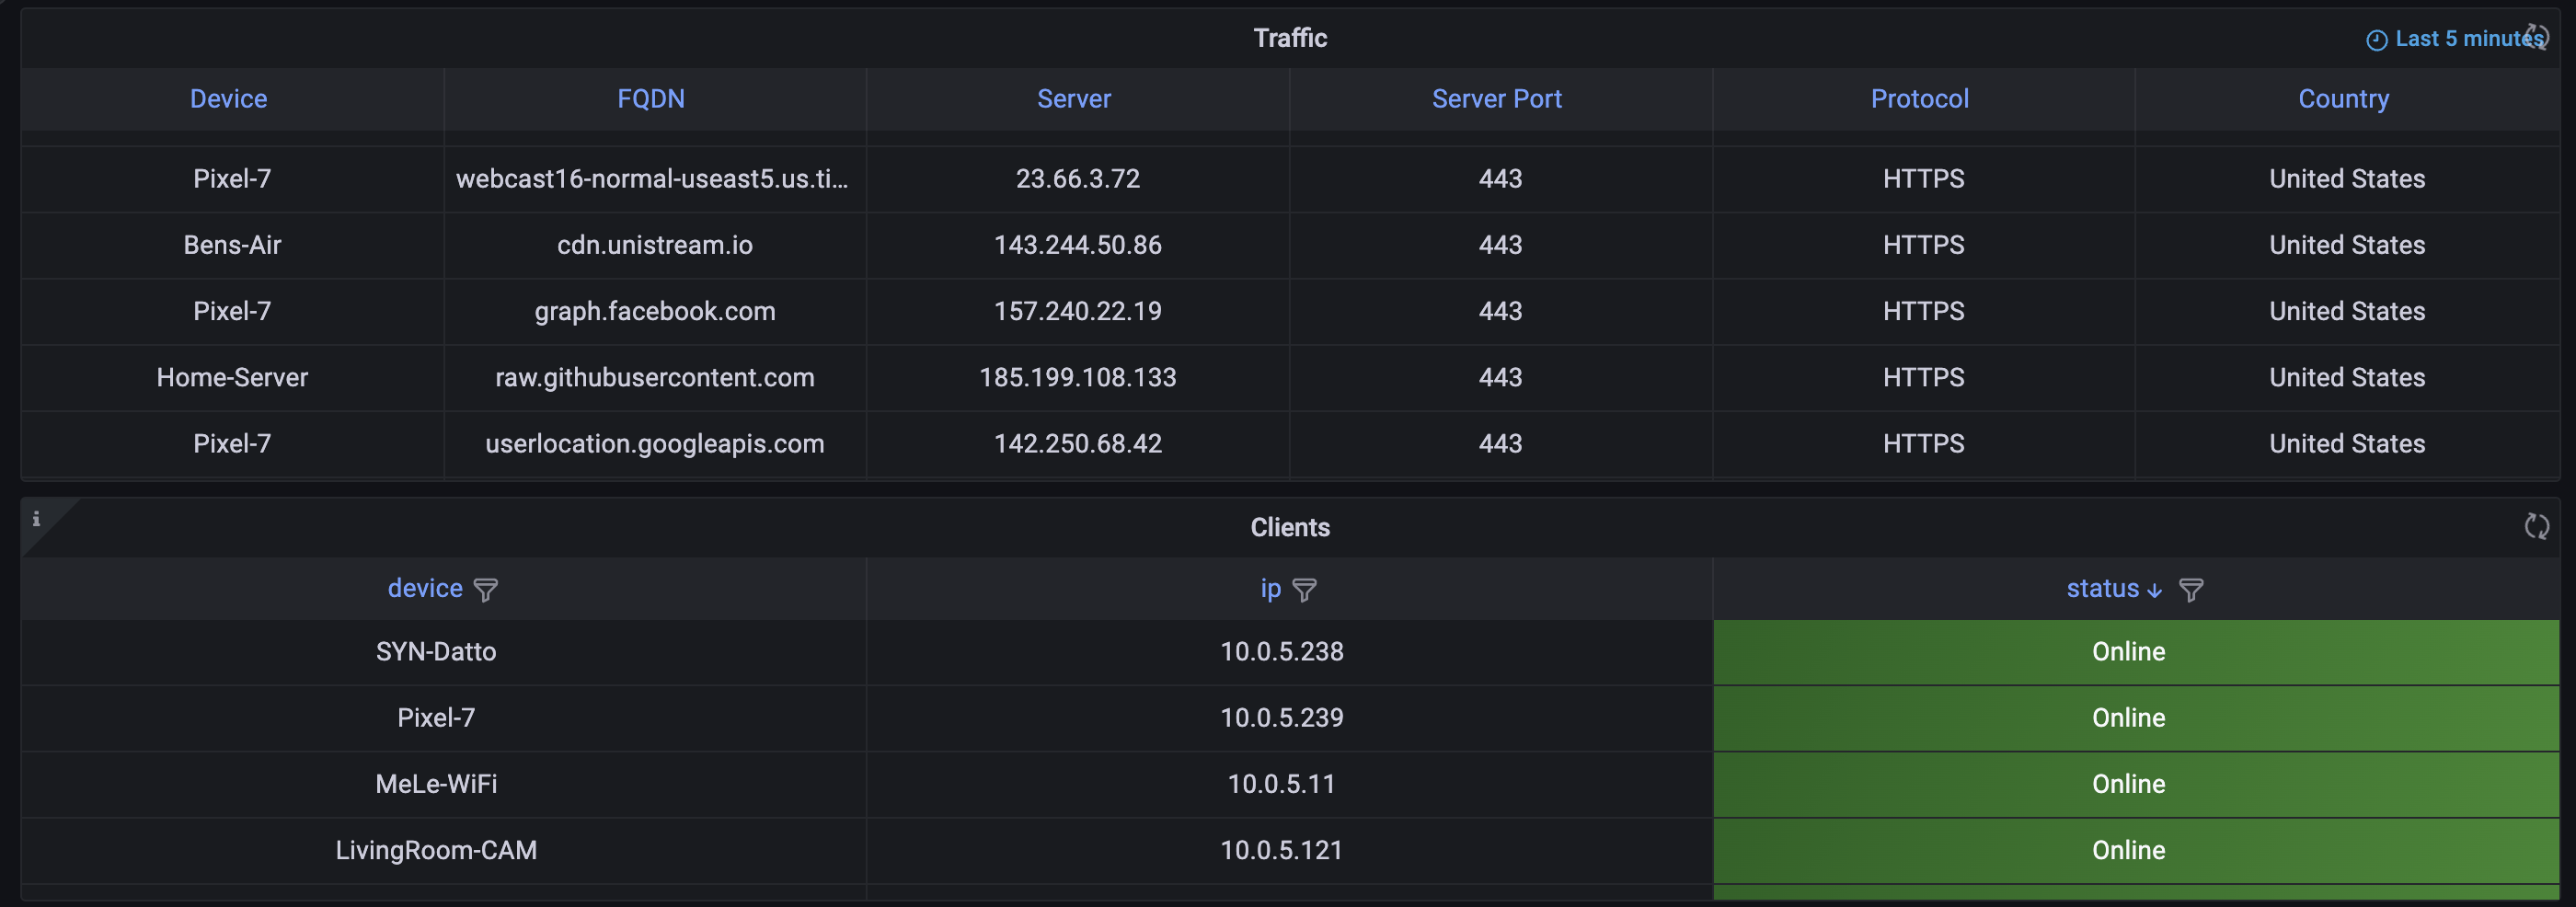 Traffic
Last 5 minutes
Device FQDN Server Server Port Protocol Country
Pixel-7 webcast16-normal-useast5.us.ti... 23.66.3.72 443 HTTPS United States
Bens-Air cdn.unistream.io 143.244.50.86 443 HTTPS United States
Pixel-7 graph.facebook.com 157.240.22.19 443 HTTPS United States
Home-Server raw.githubusercontent.com 185.199.108.133 443 HTTPS United States
Pixel-7 userlocation.googleapis.com 142.250.68.42 443 HTTPS United States
i
Clients
device ip status
SYN-Datto 10.0.5.238 Online
Pixel-7 10.0.5.239 Online
MeLe-WiFi 10.0.5.11 Online
LivingRoom-CAM 10.0.5.121 Online